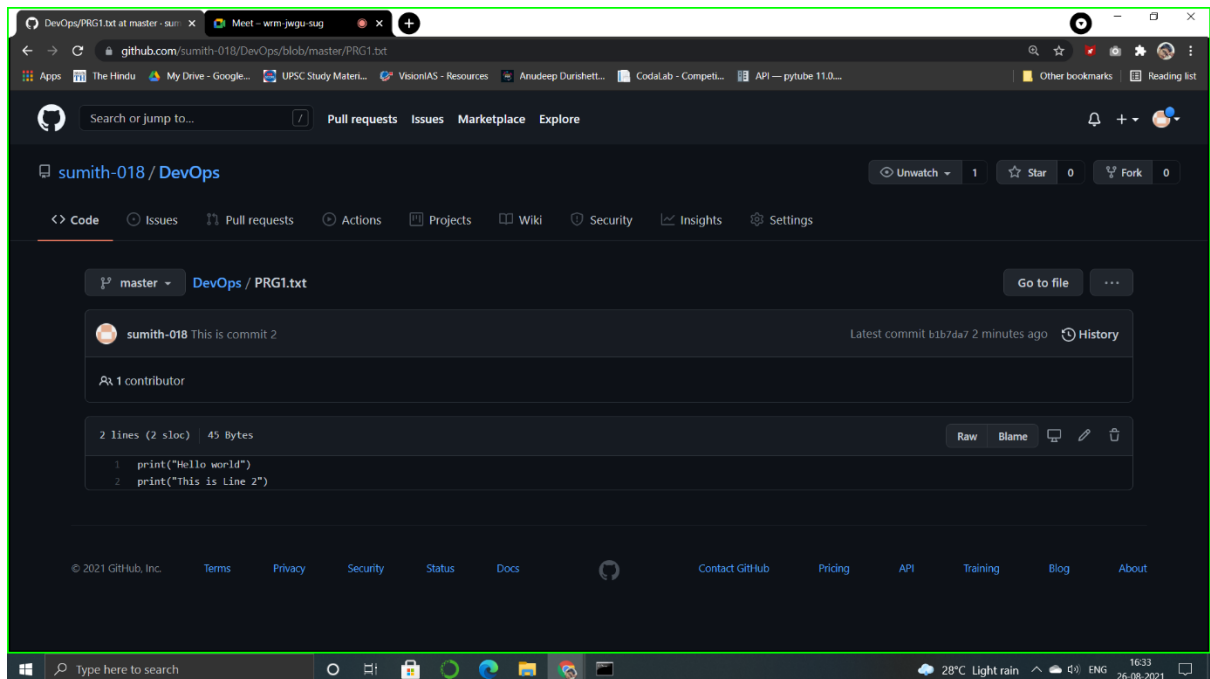 DevOps/PRG1.txt at master · sum
Meet – wrm-jwgu-sug
github.com/sumith-018/DevOps/blob/master/PRG1.txt
Apps The Hindu My Drive - Google... UPSC Study Materi... VisionIAS - Resources Anudeep Durishett... CodaLab - Competi... API — pytube 11.0.... Other bookmarks Reading list
Search or jump to... / Pull requests Issues Marketplace Explore
sumith-018 / DevOps Unwatch 1 Star 0 Fork 0
<> Code Issues Pull requests Actions Projects Wiki Security Insights Settings
master DevOps / PRG1.txt Go to file ...
sumith-018 This is commit 2 Latest commit b1b7da7 2 minutes ago History
1 contributor
2 lines (2 sloc) 45 Bytes Raw Blame
1 print("Hello world")
2 print("This is Line 2")
© 2021 GitHub, Inc. Terms Privacy Security Status Docs Contact GitHub Pricing API Training Blog About
Type here to search 28°C Light rain ENG 16:33
26-08-2021